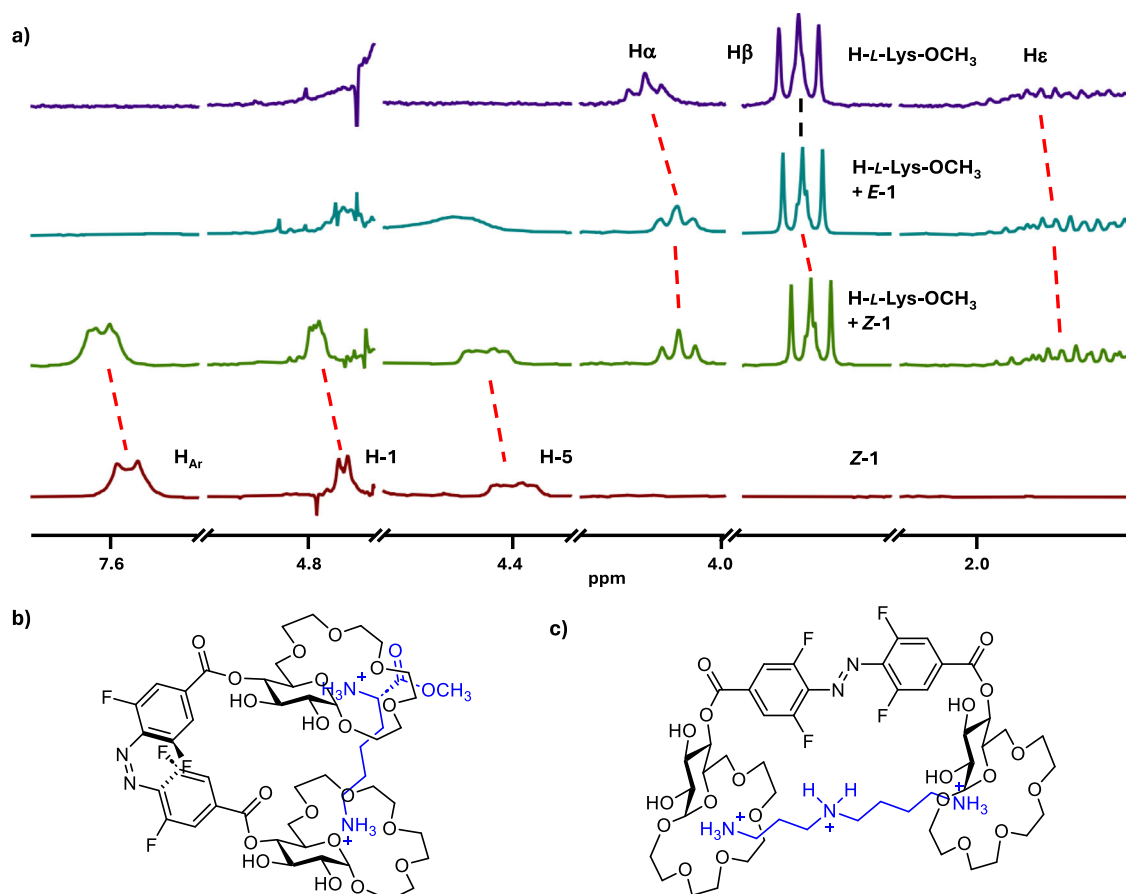 a)
Hα Hβ H-L-Lys-OCH3 Hε
H-L-Lys-OCH3
+ E-1
H-L-Lys-OCH3
+ Z-1
HAr H-1 H-5 Z-1
7.6 4.8 4.4 4.0 2.0
ppm
b)
O
O
O
O
O
O
O
O
O
O
H3N
+
OCH3
F
F
HO
HO
O
N
N
F
F
O
O
O
O
O
O
O
O
NH3
+
HO
HO
O
c)
F
F
O
O
N
N
O
O
F
F
HO
HO
HO
HO
O
O
O
O
O
O
O
O
O
O
O
O
H H
N
+
H3N
+
NH3
+